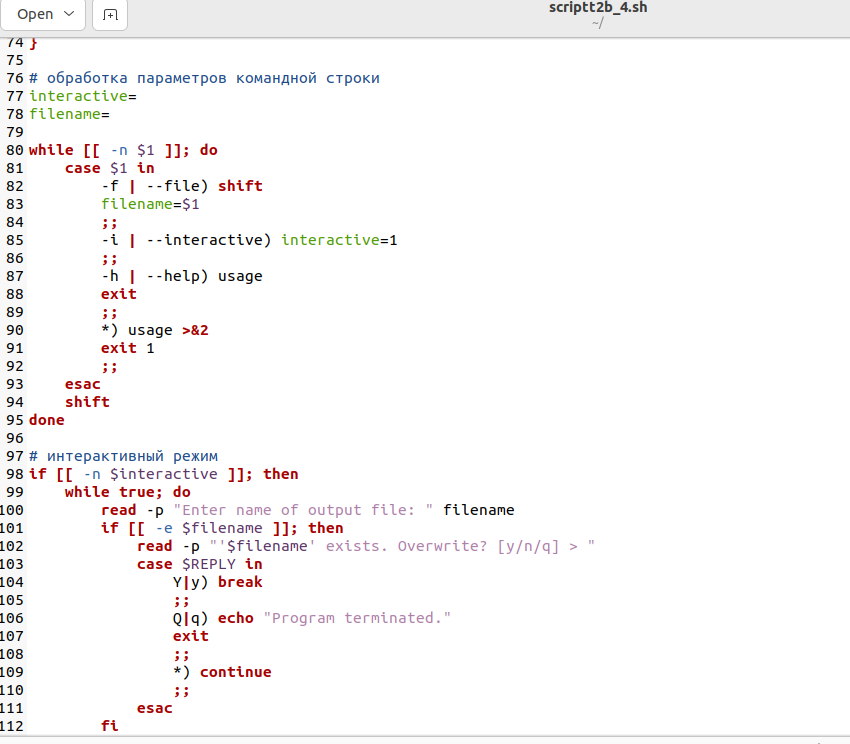 Open
scriptt2b_4.sh
~/
74 }
75
76 # обработка параметров командной строки
77 interactive=
78 filename=
79
80 while [[ -n $1 ]]; do
81     case $1 in
82         -f | --file) shift
83         filename=$1
84         ;;
85         -i | --interactive) interactive=1
86         ;;
87         -h | --help) usage
88         exit
89         ;;
90         *) usage >&2
91         exit 1
92         ;;
93     esac
94     shift
95 done
96
97 # интерактивный режим
98 if [[ -n $interactive ]]; then
99     while true; do
100         read -p "Enter name of output file: " filename
101         if [[ -e $filename ]]; then
102             read -p "'$filename' exists. Overwrite? [y/n/q] > "
103             case $REPLY in
104                 Y|y) break
105                 ;;
106                 Q|q) echo "Program terminated."
107                 exit
108                 ;;
109                 *) continue
110                 ;;
111             esac
112         fi